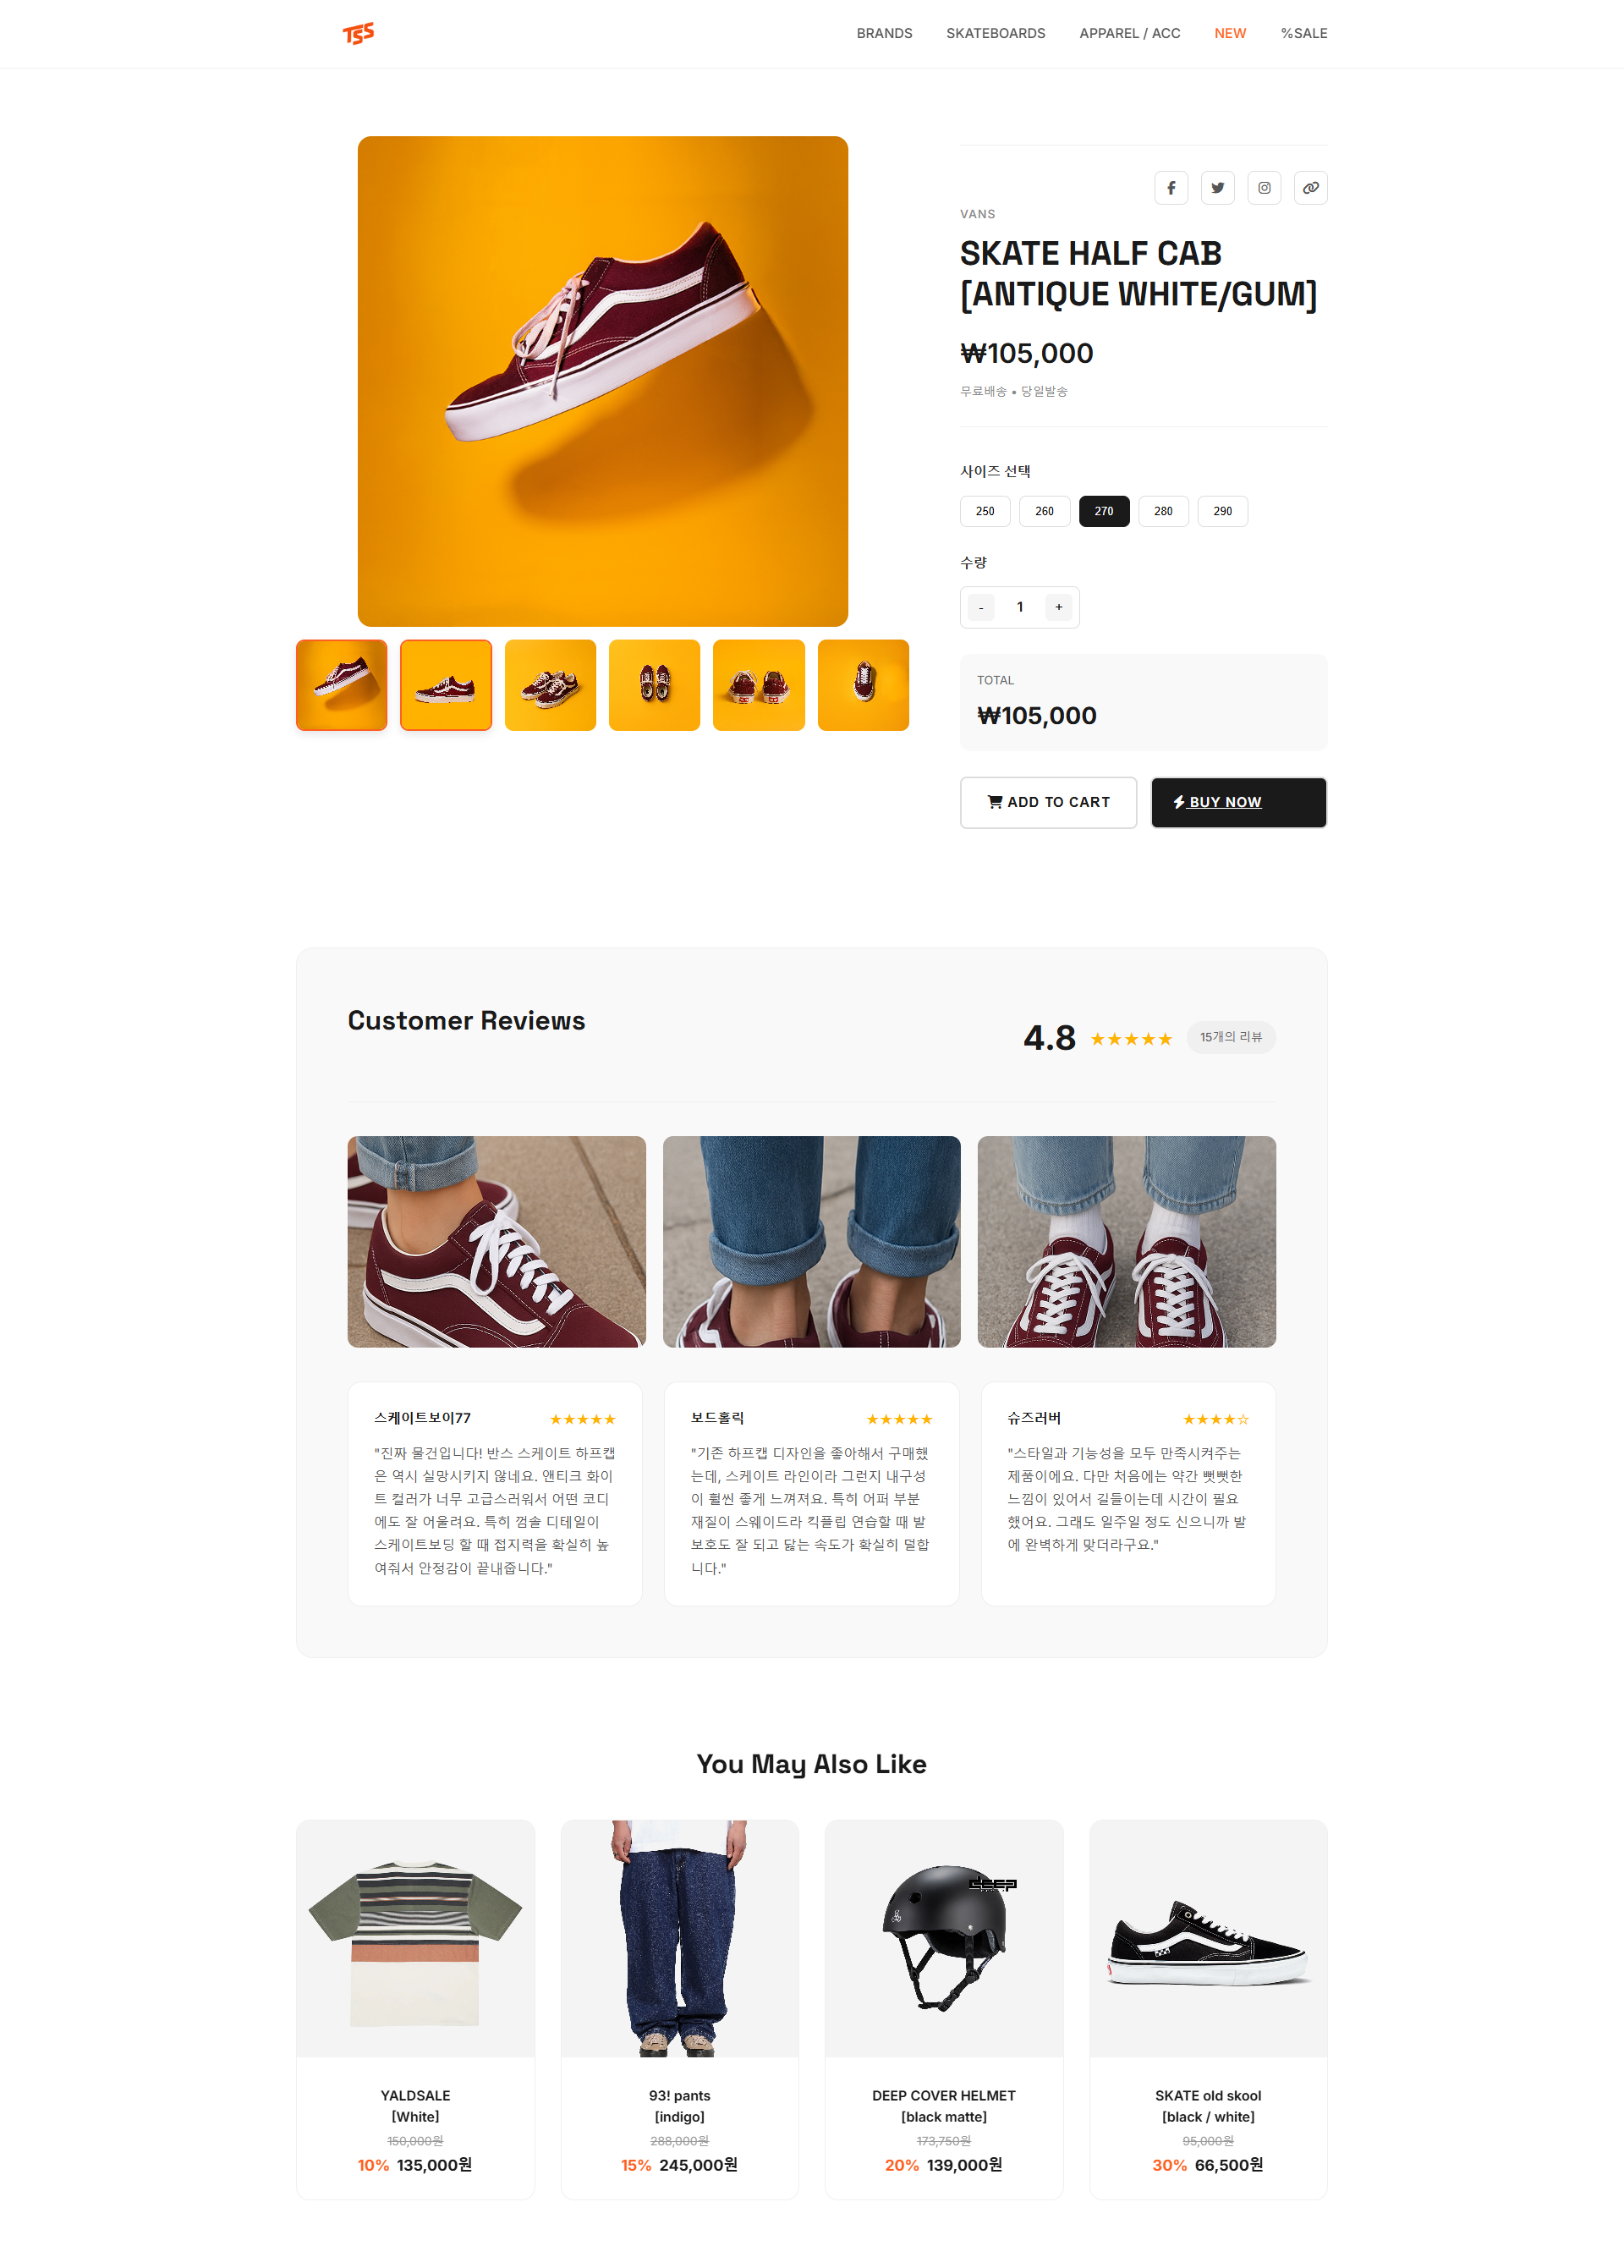 TSS
BRANDS
SKATEBOARDS
APPAREL / ACC
NEW
%SALE
VANS
SKATE HALF CAB
[ANTIQUE WHITE/GUM]
₩105,000
무료배송 • 당일발송
사이즈 선택
250
260
270
280
290
수량
-
1
+
TOTAL
₩105,000
ADD TO CART
BUY NOW
Customer Reviews
4.8
★★★★★
15개의 리뷰
스케이트보이77
★★★★★
"진짜 물건입니다! 반스 스케이트 하프캡
은 역시 실망시키지 않네요. 앤티크 화이
트 컬러가 너무 고급스러워서 어떤 코디
에도 잘 어울려요. 특히 껌솔 디테일이
스케이트보딩 할 때 접지력을 확실히 높
여줘서 안정감이 끝내줍니다."
보드홀릭
★★★★★
"기존 하프캡 디자인을 좋아해서 구매했
는데, 스케이트 라인이라 그런지 내구성
이 훨씬 좋게 느껴져요. 특히 어퍼 부분
재질이 스웨이드라 킥플립 연습할 때 발
보호도 잘 되고 닳는 속도가 확실히 덜합
니다."
슈즈러버
★★★★☆
"스타일과 기능성을 모두 만족시켜주는
제품이에요. 다만 처음에는 약간 뻣뻣한
느낌이 있어서 길들이는데 시간이 필요
했어요. 그래도 일주일 정도 신으니까 발
에 완벽하게 맞더라구요."
You May Also Like
DEEP
YALDSALE
[White]
150,000원
10% 135,000원
93! pants
[indigo]
288,000원
15% 245,000원
DEEP COVER HELMET
[black matte]
173,750원
20% 139,000원
SKATE old skool
[black / white]
95,000원
30% 66,500원